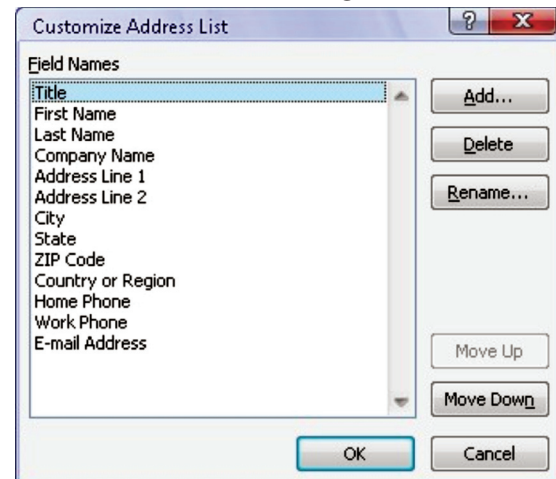 Customize Address List
Field Names
Title
First Name
Last Name
Company Name
Address Line 1
Address Line 2
City
State
ZIP Code
Country or Region
Home Phone
Work Phone
E-mail Address
Add...
Delete
Rename...
Move Up
Move Down
OK
Cancel